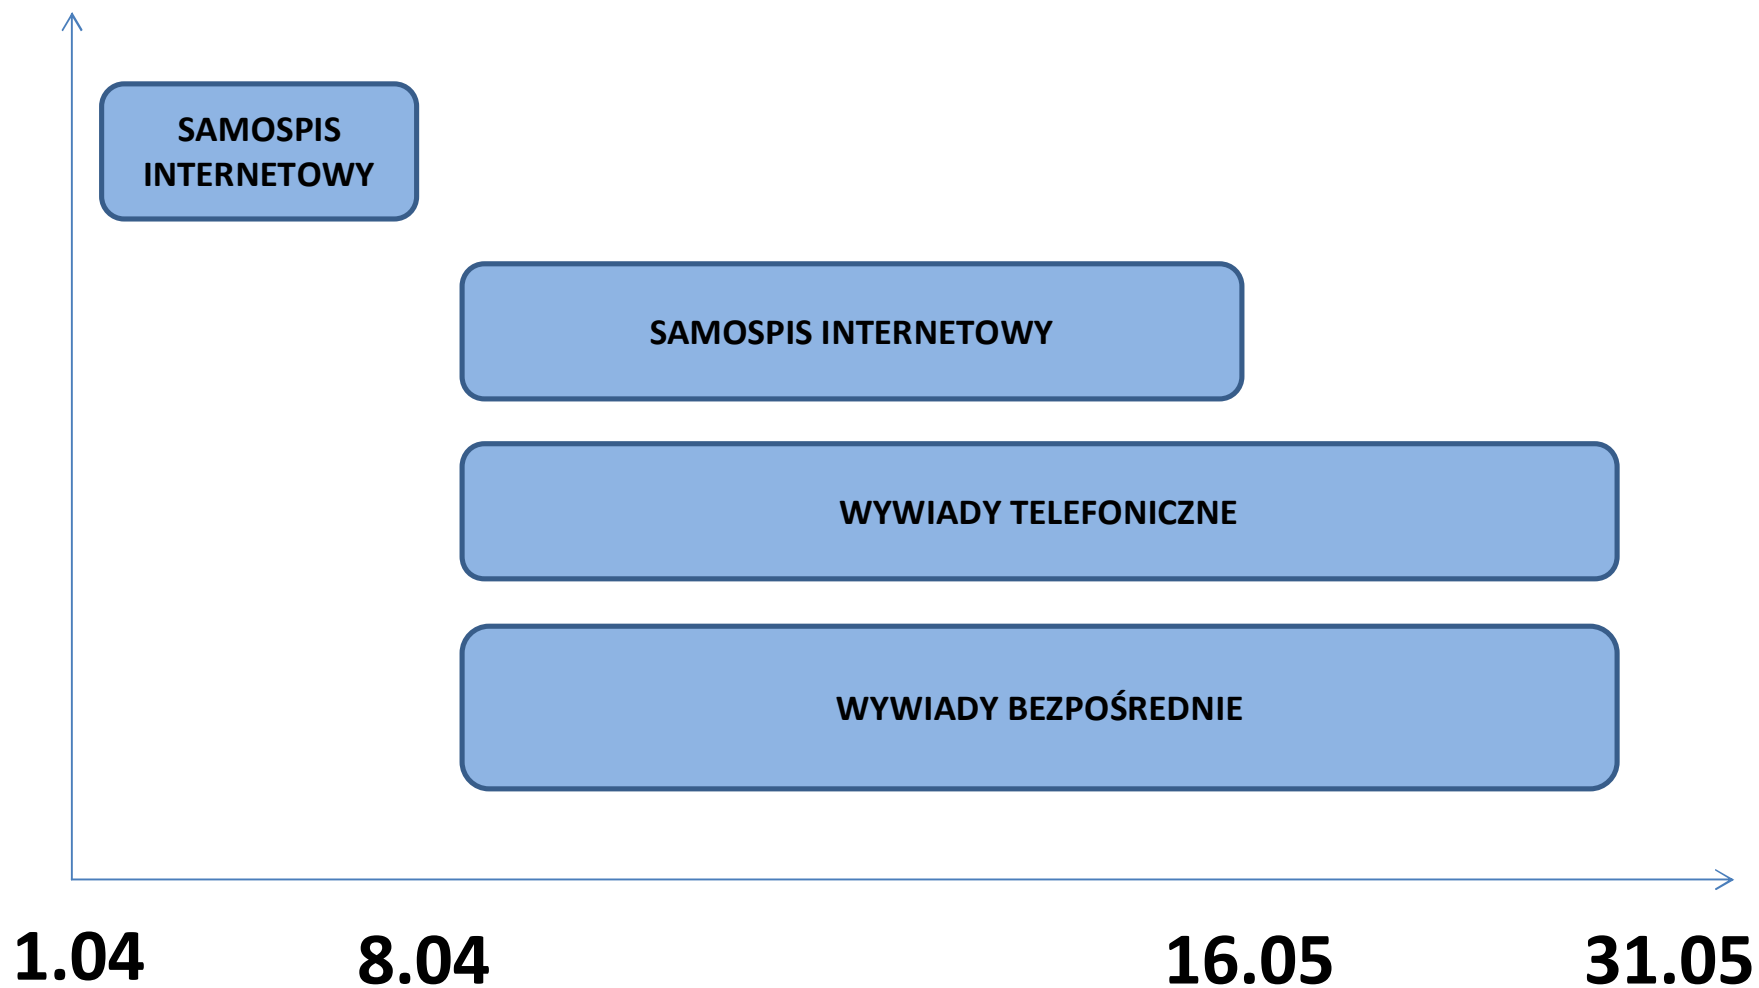 SAMOSPIS
INTERNETOWY
SAMOSPIS INTERNETOWY
WYWIADY TELEFONICZNE
WYWIADY BEZPOŚREDNIE
1.04
8.04
16.05
31.05